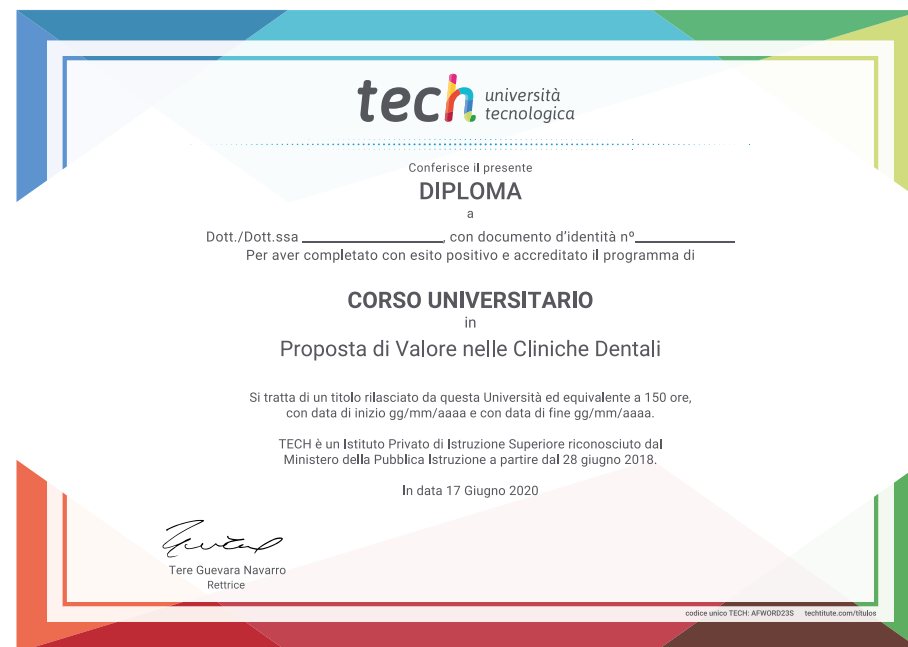 tech università
tecnologica
Conferisce il presente
DIPLOMA
a
Dott./Dott.ssa ____________________, con documento d'identità nº______________
Per aver completato con esito positivo e accreditato il programma di
CORSO UNIVERSITARIO
in
Proposta di Valore nelle Cliniche Dentali
Si tratta di un titolo rilasciato da questa Università ed equivalente a 150 ore,
con data di inizio gg/mm/aaaa e con data di fine gg/mm/aaaa.
TECH è un Istituto Privato di Istruzione Superiore riconosciuto dal
Ministero della Pubblica Istruzione a partire dal 28 giugno 2018.
In data 17 Giugno 2020
Tere Guevara Navarro
Rettrice
codice unico TECH: AFWORD23S techtitute.com/títulos